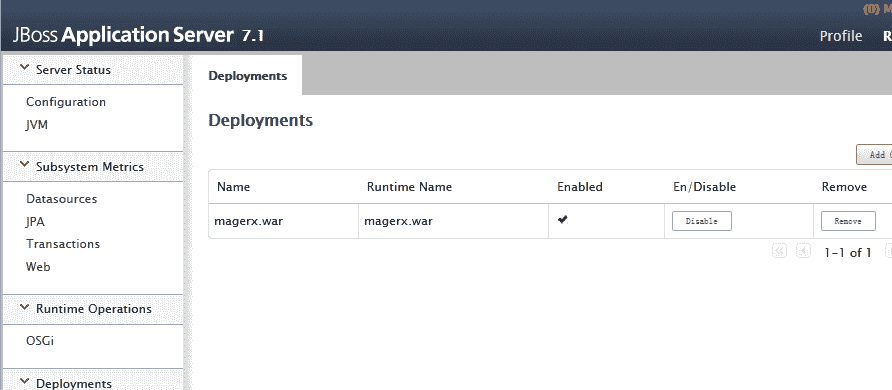 {0} M
JBoss Application Server 7.1
Profile R
Server Status
Configuration
JVM
Subsystem Metrics
Datasources
JPA
Transactions
Web
Runtime Operations
OSGi
Deployments
Deployments
Deployments
Add
Name Runtime Name Enabled En/Disable Remove
magerx.war magerx.war Disable Remove
1-1 of 1